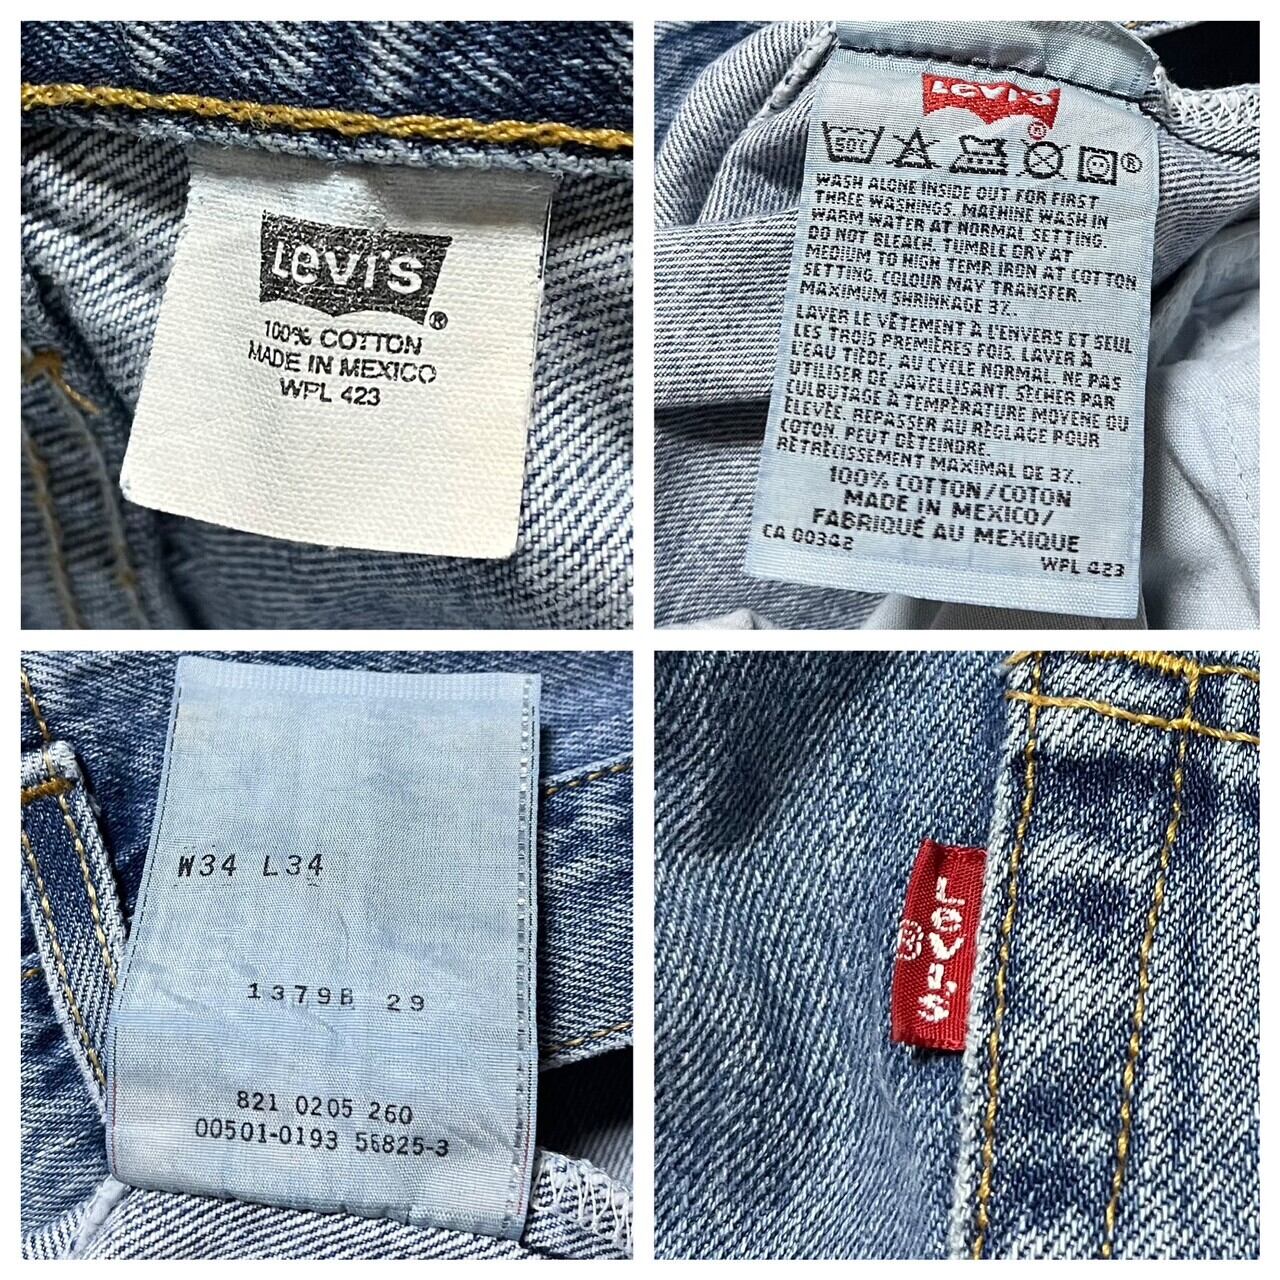 Levi's ®
100% COTTON
MADE IN MEXICO
WPL 423
Levi's ®
50C ®
WASH ALONE INSIDE OUT FOR FIRST
THREE WASHINGS. MACHINE WASH IN
WARM WATER AT NORMAL SETTING.
DO NOT BLEACH. TUMBLE DRY AT
MEDIUM TO HIGH TEMP. IRON AT COTTON
SETTING. COLOUR MAY TRANSFER.
MAXIMUM SHRINKAGE 3%.
LAVER LE VÊTEMENT À L'ENVERS ET SEUL
LES TROIS PREMIÈRES FOIS. LAVER À
L'EAU TIÈDE, AU CYCLE NORMAL. NE PAS
UTILISER DE JAVELLISANT. SÉCHER PAR
CULBUTAGE À TEMPÉRATURE MOYENNE OU
ÉLEVÉE. REPASSER AU RÉGLAGE POUR
COTON. PEUT DÉTEINDRE.
RÉTRÉCISSEMENT MAXIMAL DE 3%.
100% COTTON/COTON
MADE IN MEXICO/
FABRIQUÉ AU MEXIQUE
CA 00342
WPL 423
W34 L34
1379B 29
821 0205 260
00501-0193 56825-3
Levi's ®